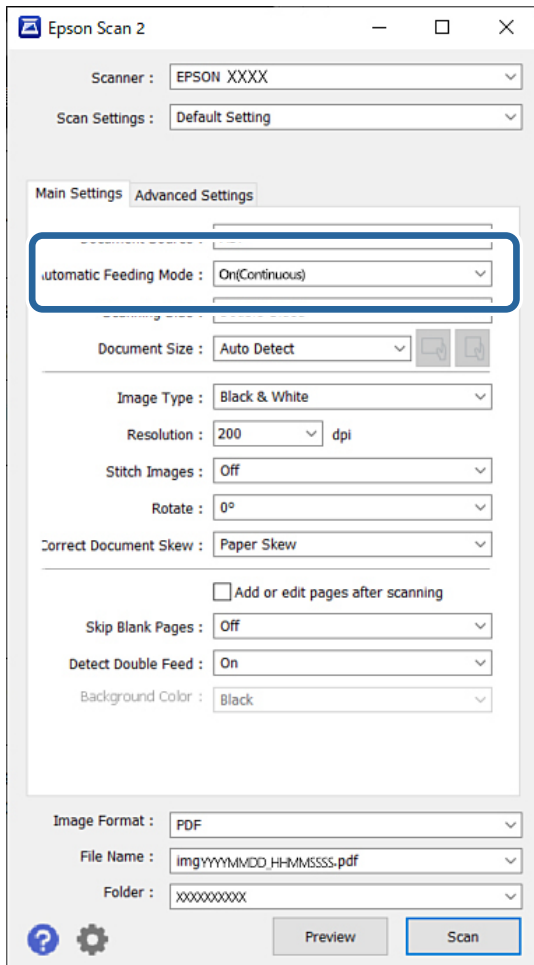 Epson Scan 2
Scanner : EPSON XXXX
Scan Settings : Default Setting
Main Settings Advanced Settings
Automatic Feeding Mode : On(Continuous)
Document Size : Auto Detect
Image Type : Black & White
Resolution : 200 dpi
Stitch Images : Off
Rotate : 0°
Correct Document Skew : Paper Skew
Add or edit pages after scanning
Skip Blank Pages : Off
Detect Double Feed : On
Background Color : Black
Image Format : PDF
File Name : imgYYYYMMDD_HHMMSSSS.pdf
Folder : XXXXXXXXXX
Preview Scan